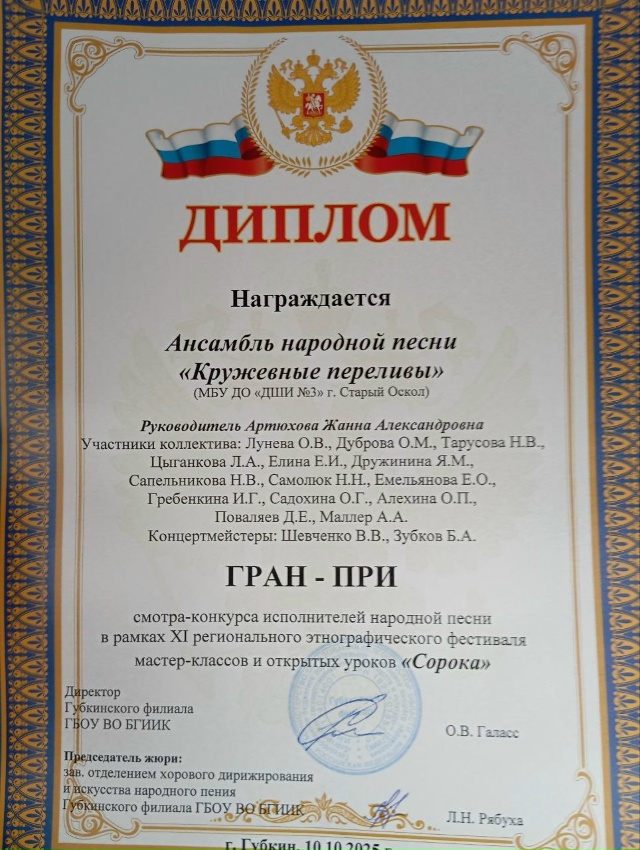 ДИПЛОМ
Награждается
Ансамбль народной песни
«Кружевные переливы»
(МБУ ДО «ДШИ №3» г. Старый Оскол)
Руководитель Артюхова Жанна Александровна
Участники коллектива: Лунева О.В., Дуброва О.М., Тарусова Н.В.,
Цыганкова Л.А., Елина Е.И., Дружинина Я.М.,
Сапельникова Н.В., Самолюк Н.Н., Емельянова Е.О.,
Гребенкина И.Г., Садохина О.Г., Алехина О.П.,
Поваляев Д.Е., Маллер А.А.
Концертмейстеры: Шевченко В.В., Зубков Б.А.
ГРАН - ПРИ
смотра-конкурса исполнителей народной песни
в рамках XI регионального этнографического фестиваля
мастер-классов и открытых уроков «Сорока»
Директор
Губкинского филиала
ГБОУ ВО БГИИК
О.В. Галасс
Председатель жюри:
зав. отделением хорового дирижирования
и искусства народного пения
Губкинского филиала ГБОУ ВО БГИИК
Л.Н. Рябуха
г. Губкин, 10.10.2025 г.